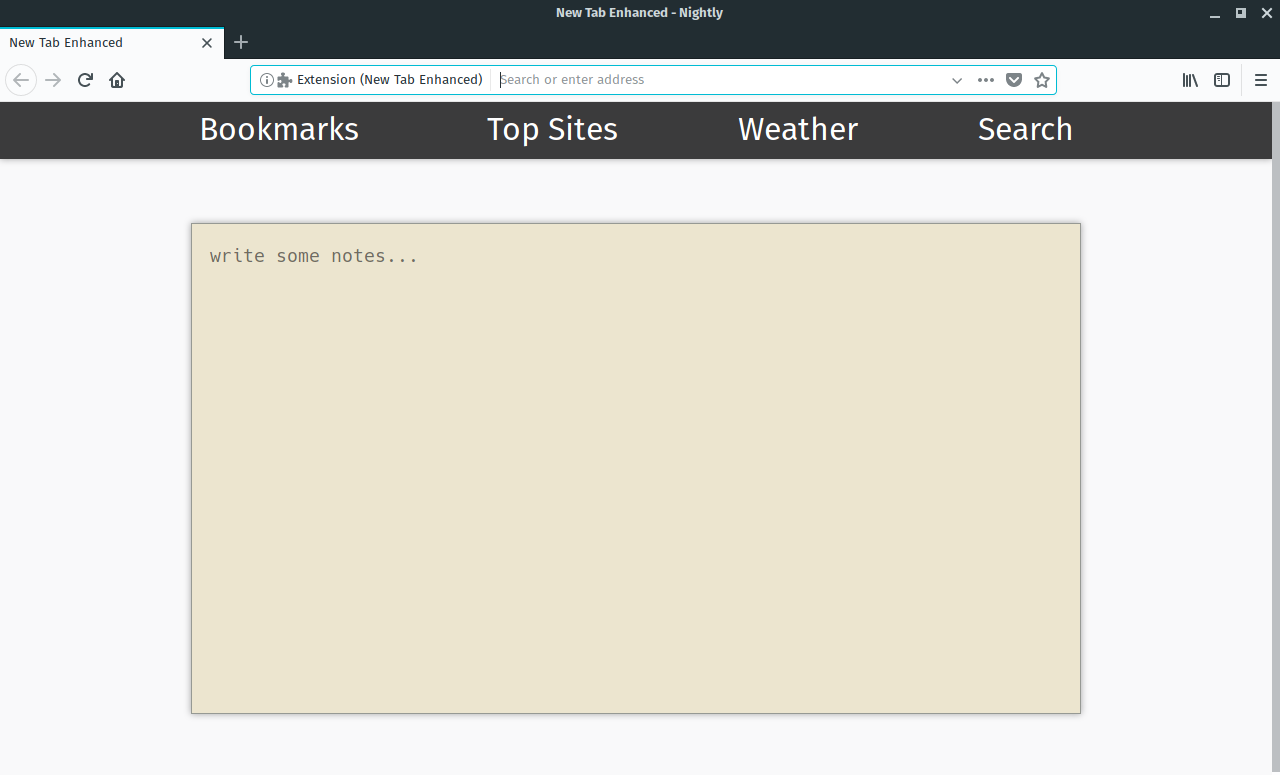 New Tab Enhanced - Nightly
New Tab Enhanced
Extension (New Tab Enhanced) Search or enter address
Bookmarks Top Sites Weather Search
write some notes...